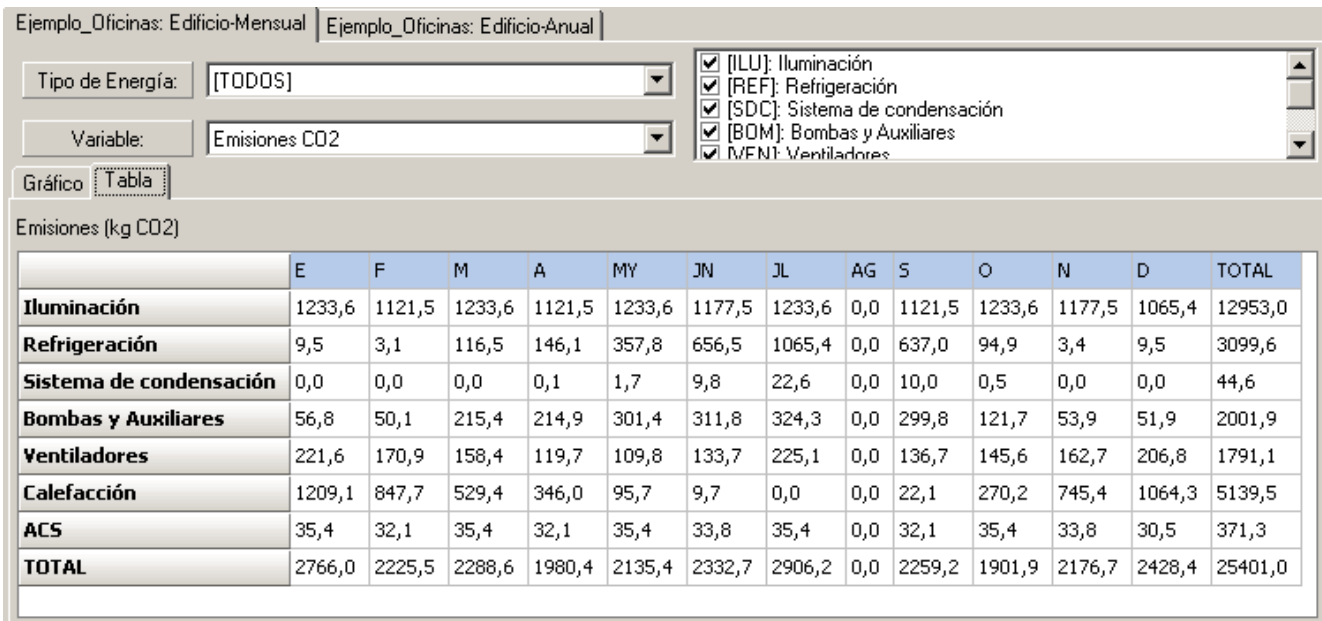 Ejemplo_Oficinas: Edificio-Mensual Ejemplo_Oficinas: Edificio-Anual
Tipo de Energía: [TODOS]
Variable: Emisiones CO2
[ILU]: Iluminación
[REF]: Refrigeración
[SDC]: Sistema de condensación
[BOM]: Bombas y Auxiliares
[VEN]: Ventiladores
Gráfico Tabla
Emisiones (kg CO2)
E F M A MY JN JL AG S O N D TOTAL
Iluminación 1233,6 1121,5 1233,6 1121,5 1233,6 1177,5 1233,6 0,0 1121,5 1233,6 1177,5 1065,4 12953,0
Refrigeración 9,5 3,1 116,5 146,1 357,8 656,5 1065,4 0,0 637,0 94,9 3,4 9,5 3099,6
Sistema de condensación 0,0 0,0 0,0 0,1 1,7 9,8 22,6 0,0 10,0 0,5 0,0 0,0 44,6
Bombas y Auxiliares 56,8 50,1 215,4 214,9 301,4 311,8 324,3 0,0 299,8 121,7 53,9 51,9 2001,9
Ventiladores 221,6 170,9 158,4 119,7 109,8 133,7 225,1 0,0 136,7 145,6 162,7 206,8 1791,1
Calefacción 1209,1 847,7 529,4 346,0 95,7 9,7 0,0 0,0 22,1 270,2 745,4 1064,3 5139,5
ACS 35,4 32,1 35,4 32,1 35,4 33,8 35,4 0,0 32,1 35,4 33,8 30,5 371,3
TOTAL 2766,0 2225,5 2288,6 1980,4 2135,4 2332,7 2906,2 0,0 2259,2 1901,9 2176,7 2428,4 25401,0